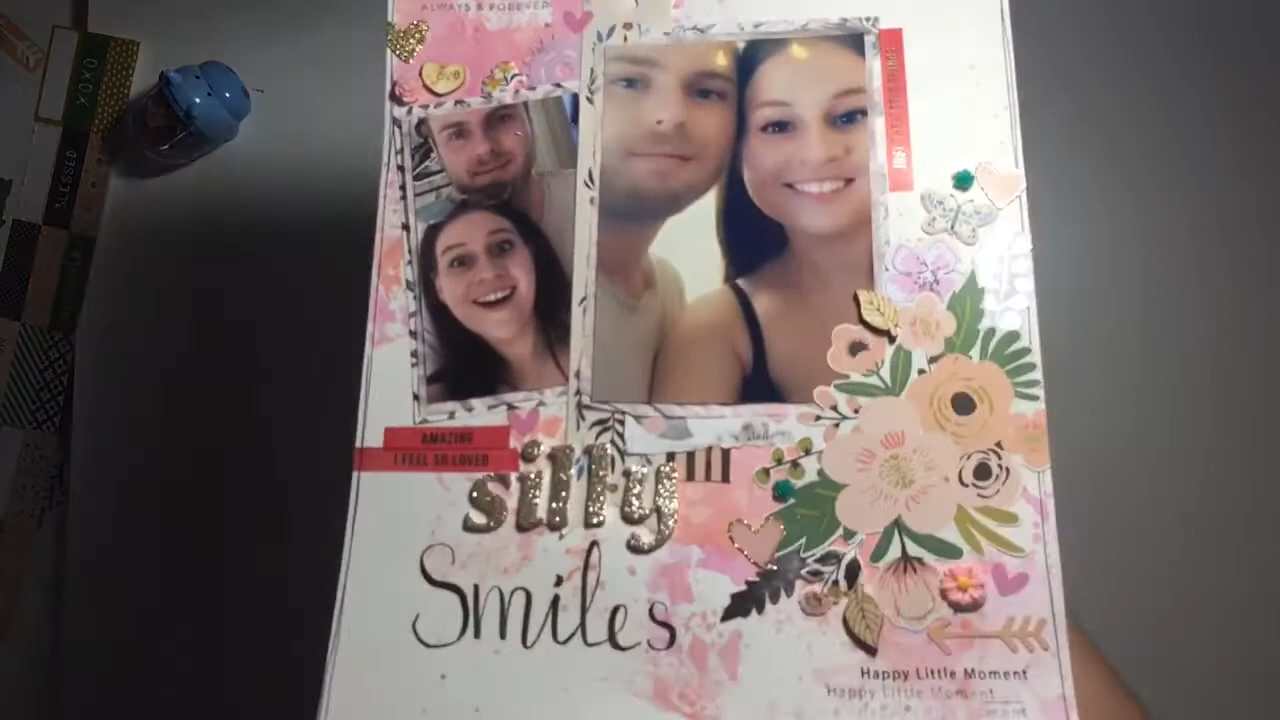 ALWAYS & FOREVER
XOXO
love
BLESSED
AMAZING
I FEEL SO LOVED
silly
Smiles
Happy Little Moment
Happy Little Moment